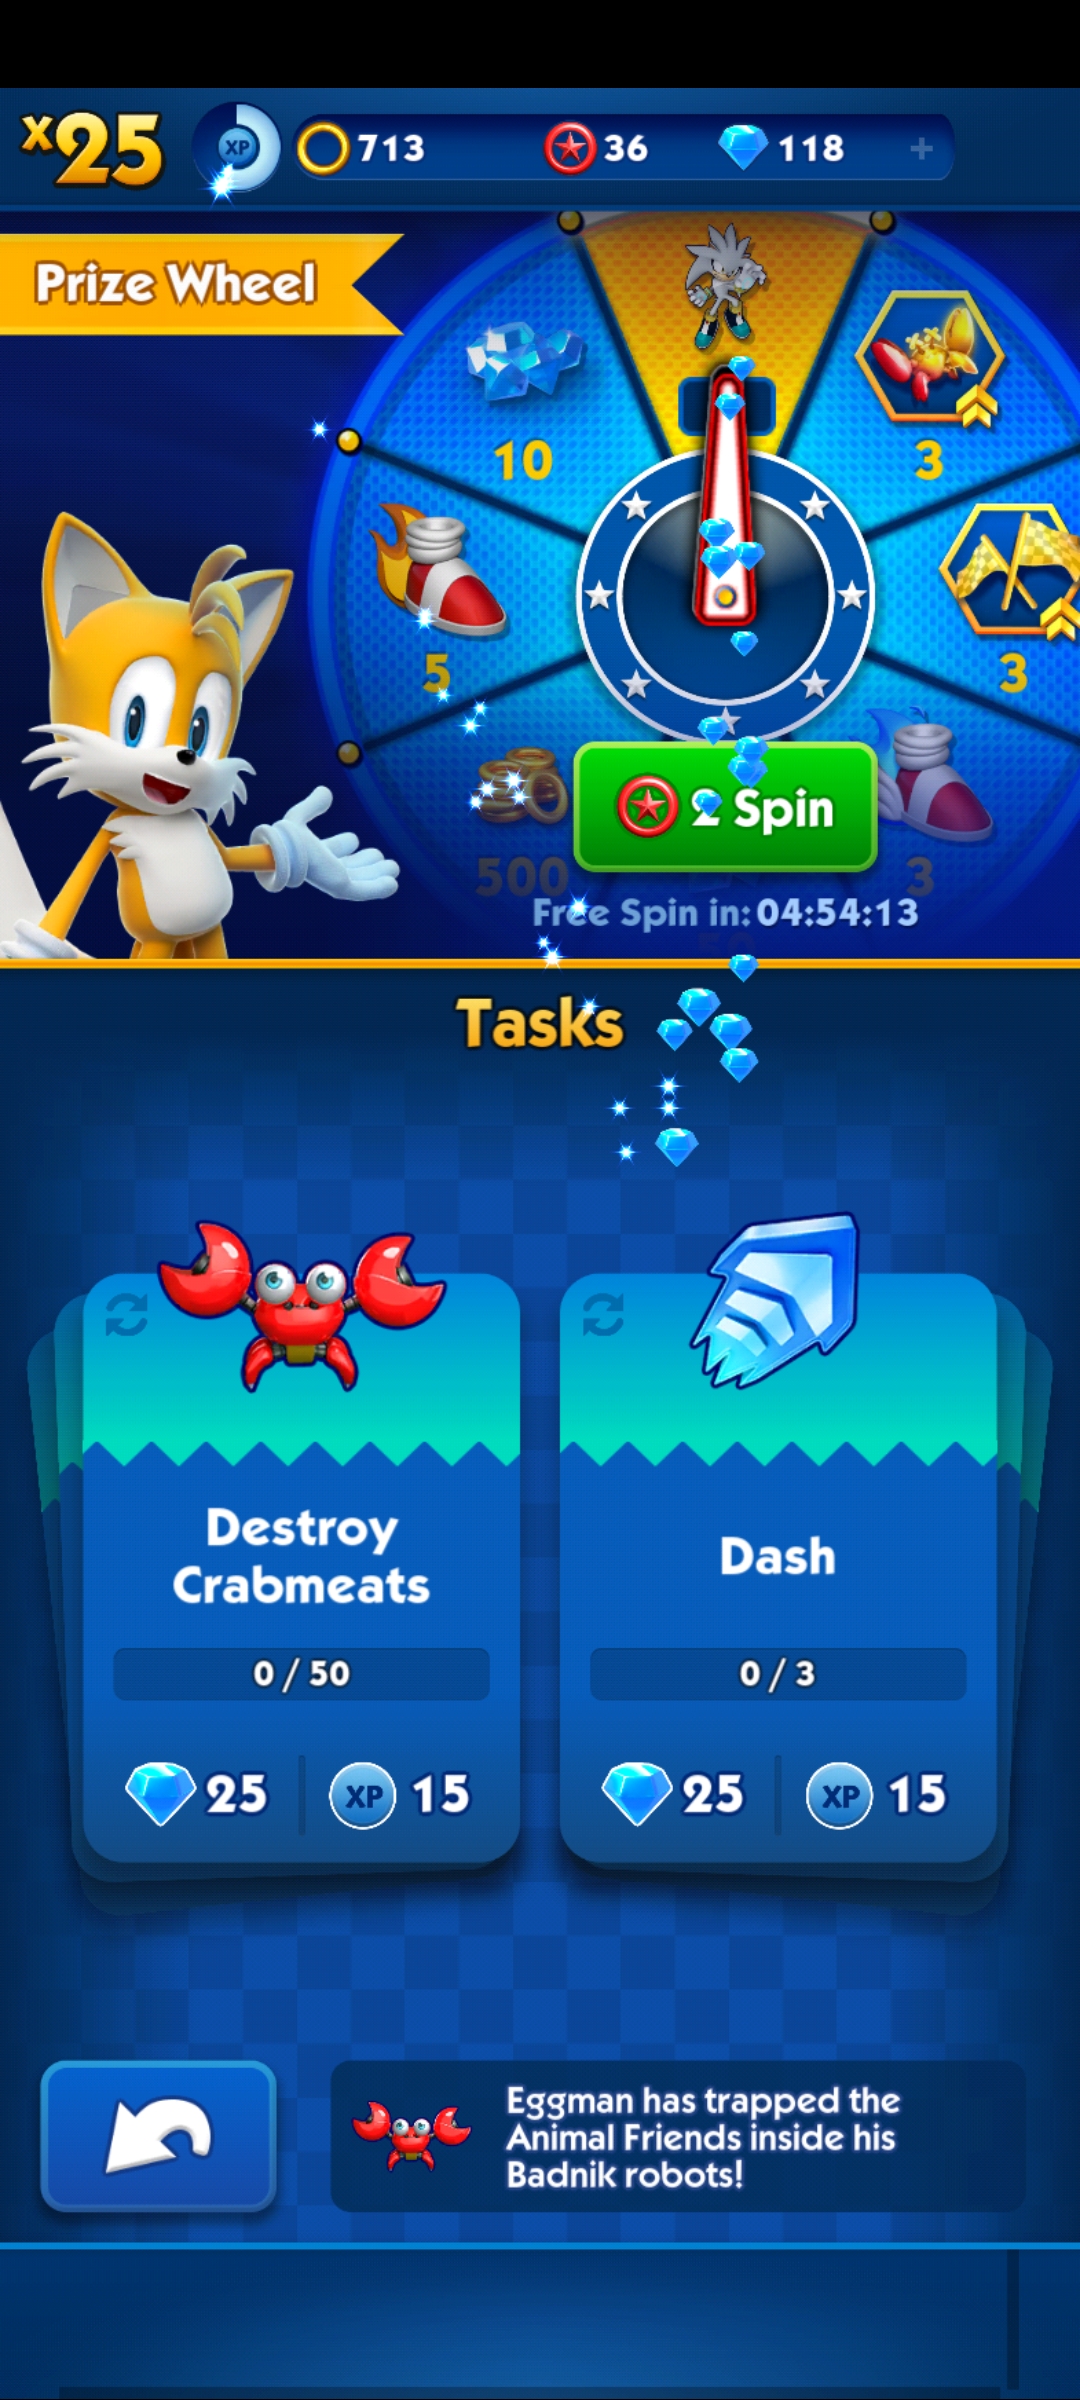 x25
XP
713
36
118
+
Prize Wheel
10
3
5
3
2 Spin
500
3
Free Spin in: 04:54:13
Tasks
Destroy
Crabmeats
0 / 50
25
XP
15
Dash
0 / 3
25
XP
15
Eggman has trapped the
Animal Friends inside his
Badnik robots!